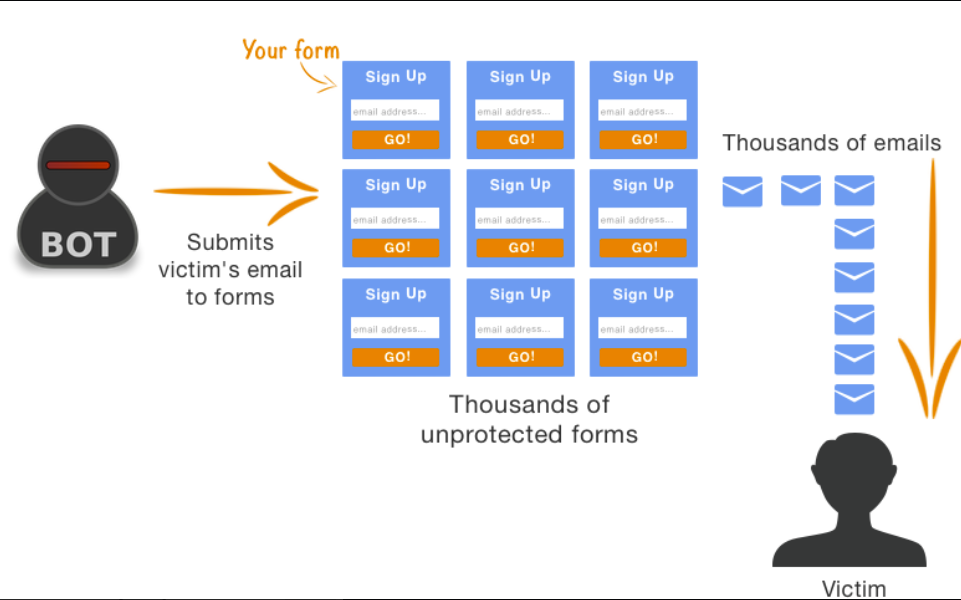 Your form
BOT
Submits
victim's email
to forms
Sign Up
email address...
GO!
Sign Up
email address...
GO!
Sign Up
email address...
GO!
Sign Up
email address...
GO!
Sign Up
email address...
GO!
Sign Up
email address...
GO!
Sign Up
email address...
GO!
Sign Up
email address...
GO!
Sign Up
email address...
GO!
Thousands of
unprotected forms
Thousands of emails
Victim